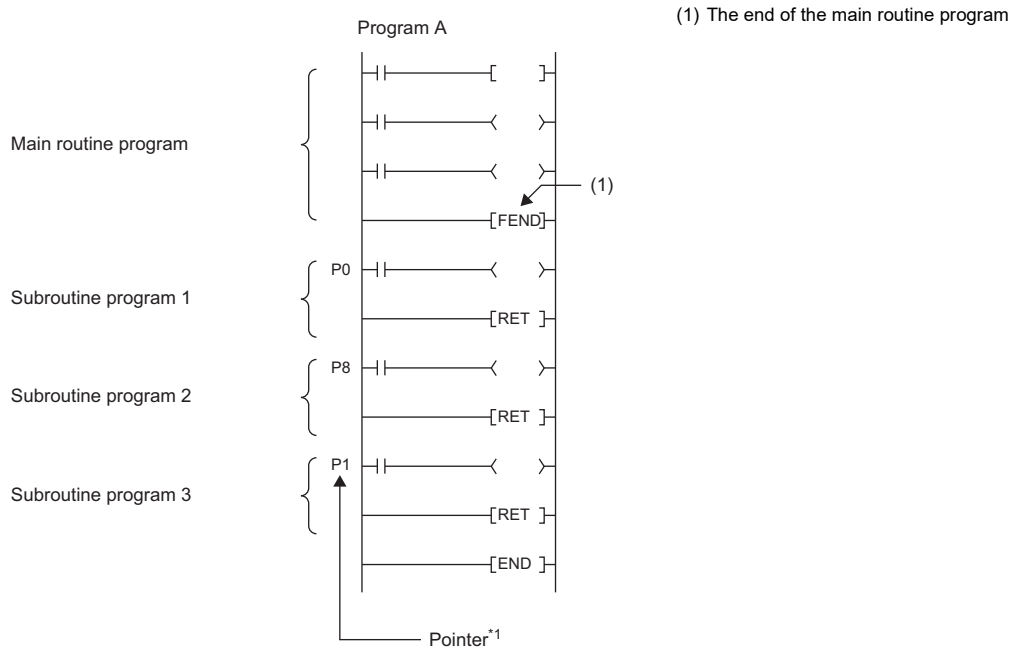 (1) The end of the main routine program
Program A
Main routine program
(1)
[FEND]
P0
Subroutine program 1
[RET ]
P8
Subroutine program 2
[RET ]
P1
Subroutine program 3
[RET ]
[END ]
Pointer*1